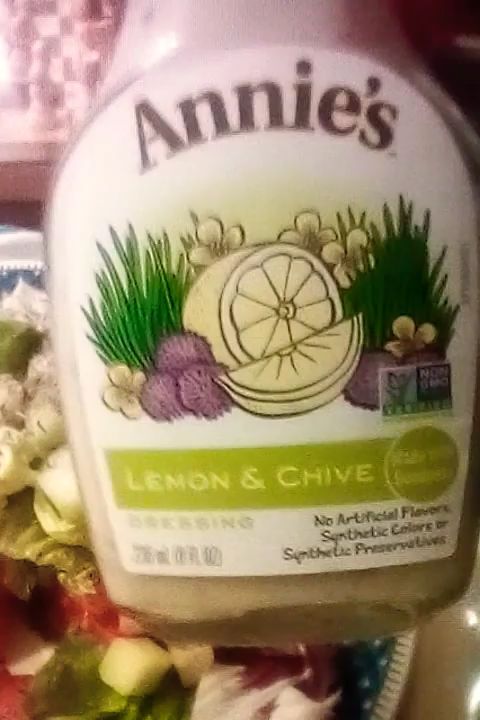 Annie's
NON
GMO
LEMON & CHIVE
DRESSING
No Artificial Flavors,
Synthetic Colors or
Synthetic Preservatives